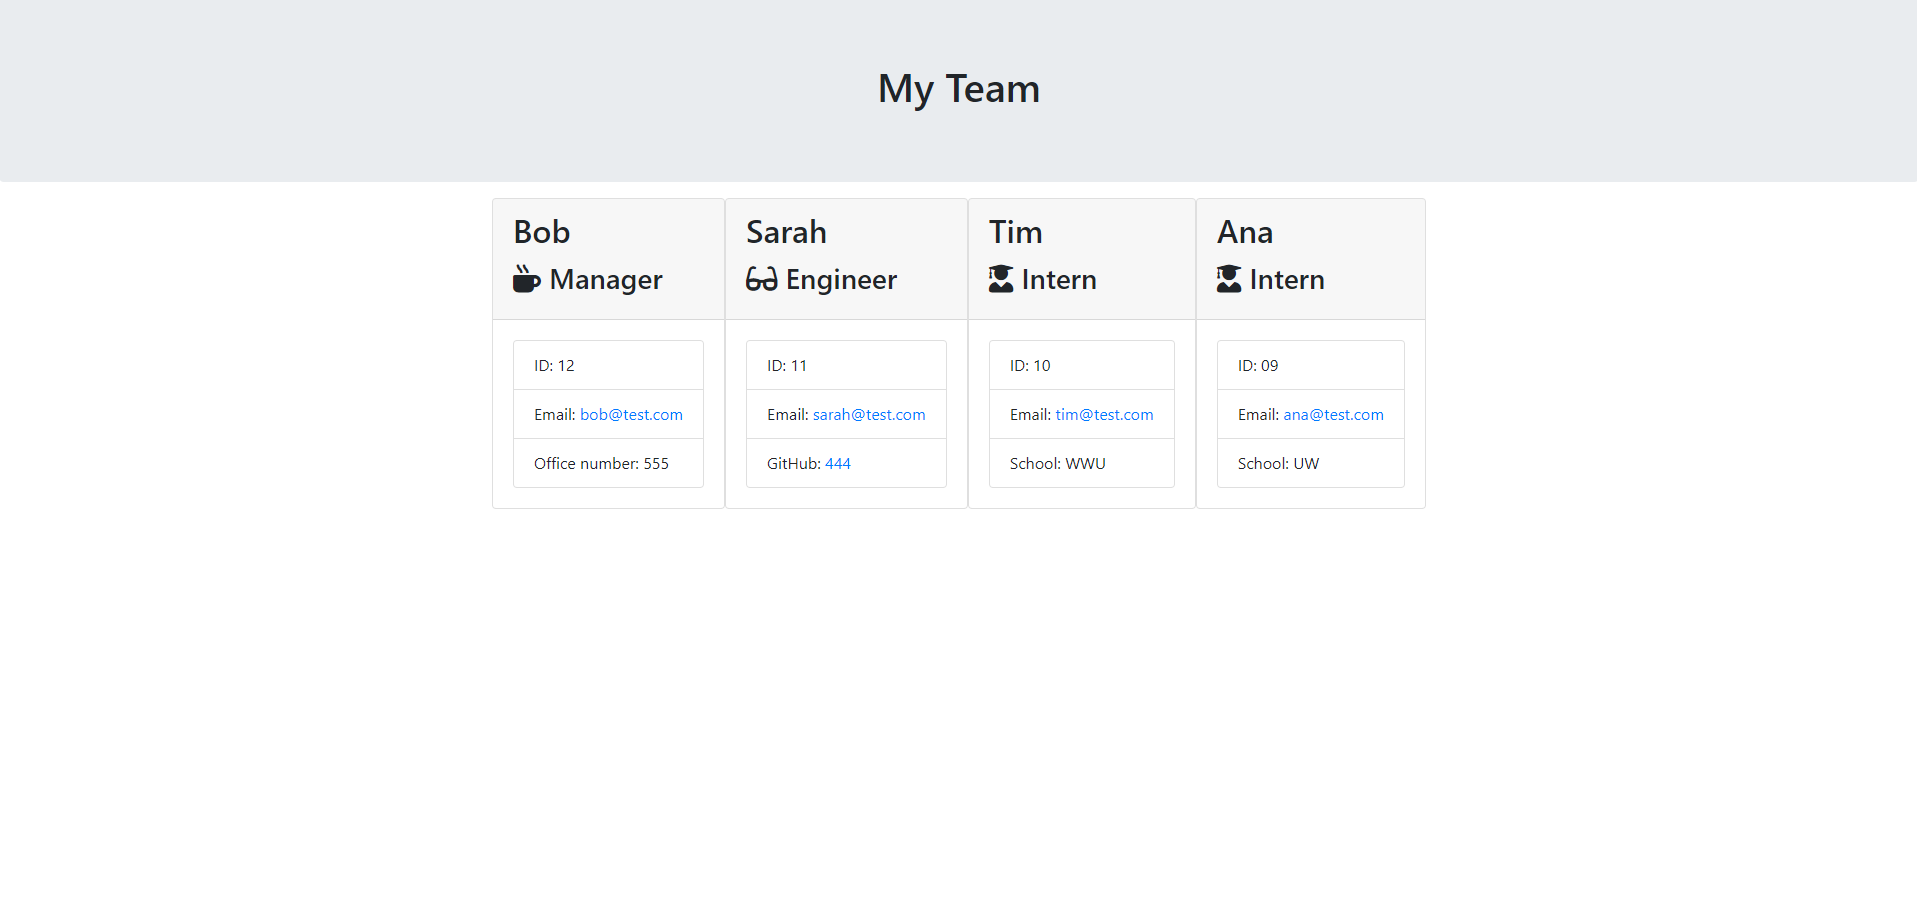 My Team
Bob
Manager
ID: 12
Email: bob@test.com
Office number: 555
Sarah
Engineer
ID: 11
Email: sarah@test.com
GitHub: 444
Tim
Intern
ID: 10
Email: tim@test.com
School: WWU
Ana
Intern
ID: 09
Email: ana@test.com
School: UW